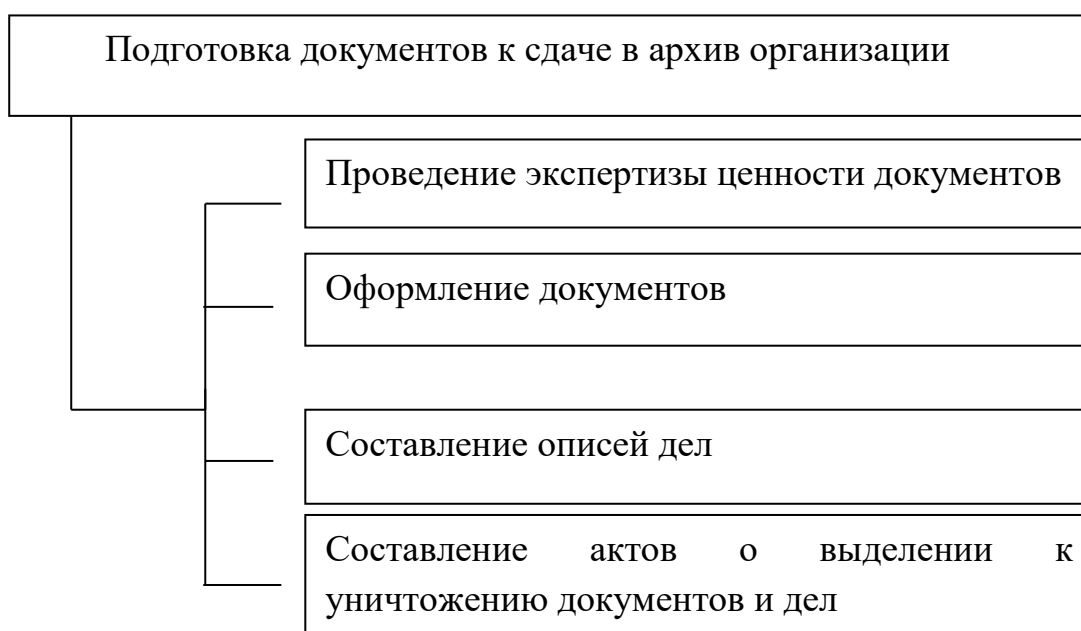 Подготовка документов к сдаче в архив организации
Проведение экспертизы ценности документов
Оформление документов
Составление описей дел
Составление актов о выделении к
уничтожению документов и дел